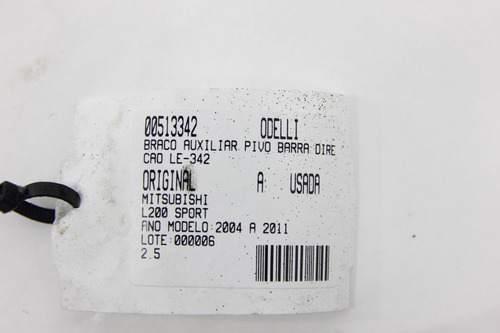 00513342 ODELLI
BRACO AUXILIAR PIVO BARRA DIRE
CAO LE-342
ORIGINAL A: USADA
MITSUBISHI
L200 SPORT
ANO MODELO:2004 A 2011
LOTE:000006
2.5